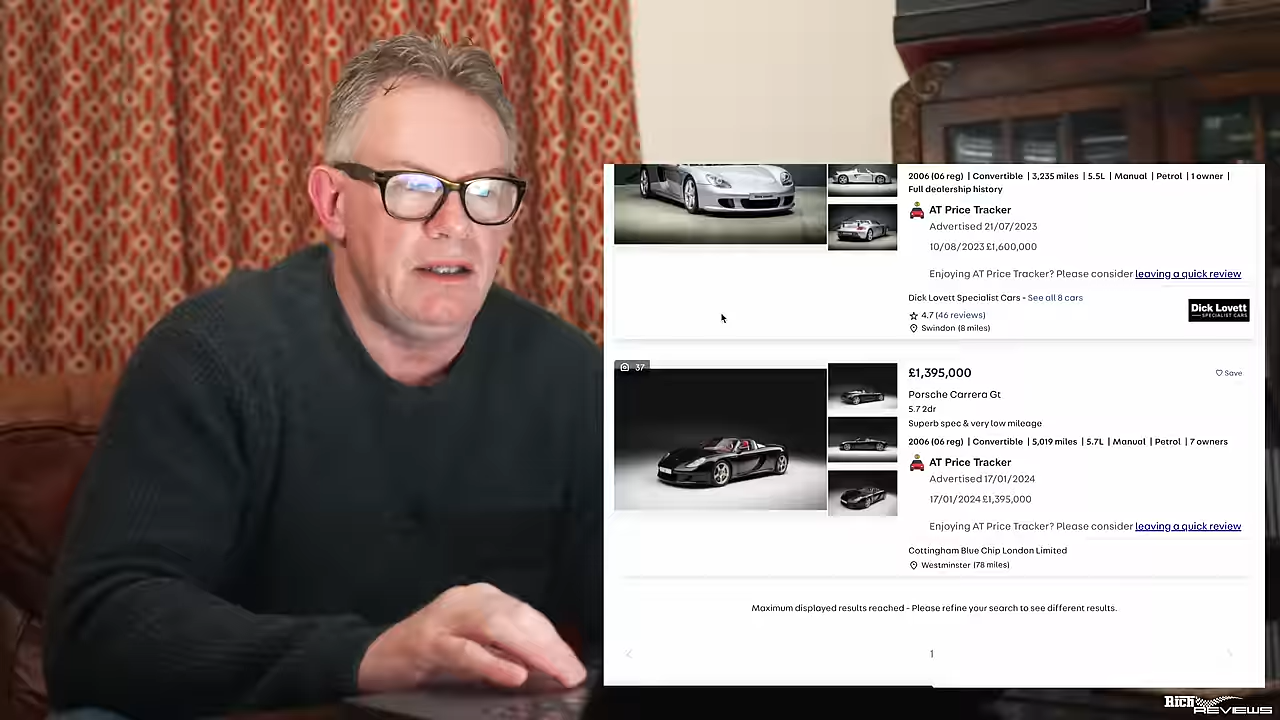 2006 (06 reg) | Convertible | 3,235 miles | 5.5L | Manual | Petrol | 1 owner |
Full dealership history
AT Price Tracker
Advertised 21/07/2023
10/08/2023 £1,600,000
Enjoying AT Price Tracker? Please consider leaving a quick review
Dick Lovett Specialist Cars - See all 8 cars
4.7 (46 reviews)
Swindon (8 miles)
Dick Lovett
SPECIALIST CARS
37
£1,395,000
Save
Porsche Carrera Gt
5.7 2dr
Superb spec & very low mileage
2006 (06 reg) | Convertible | 5,019 miles | 5.7L | Manual | Petrol | 7 owners
AT Price Tracker
Advertised 17/01/2024
17/01/2024 £1,395,000
Enjoying AT Price Tracker? Please consider leaving a quick review
Cottingham Blue Chip London Limited
Westminster (78 miles)
Maximum displayed results reached - Please refine your search to see different results.
1
Rich
REVIEWS